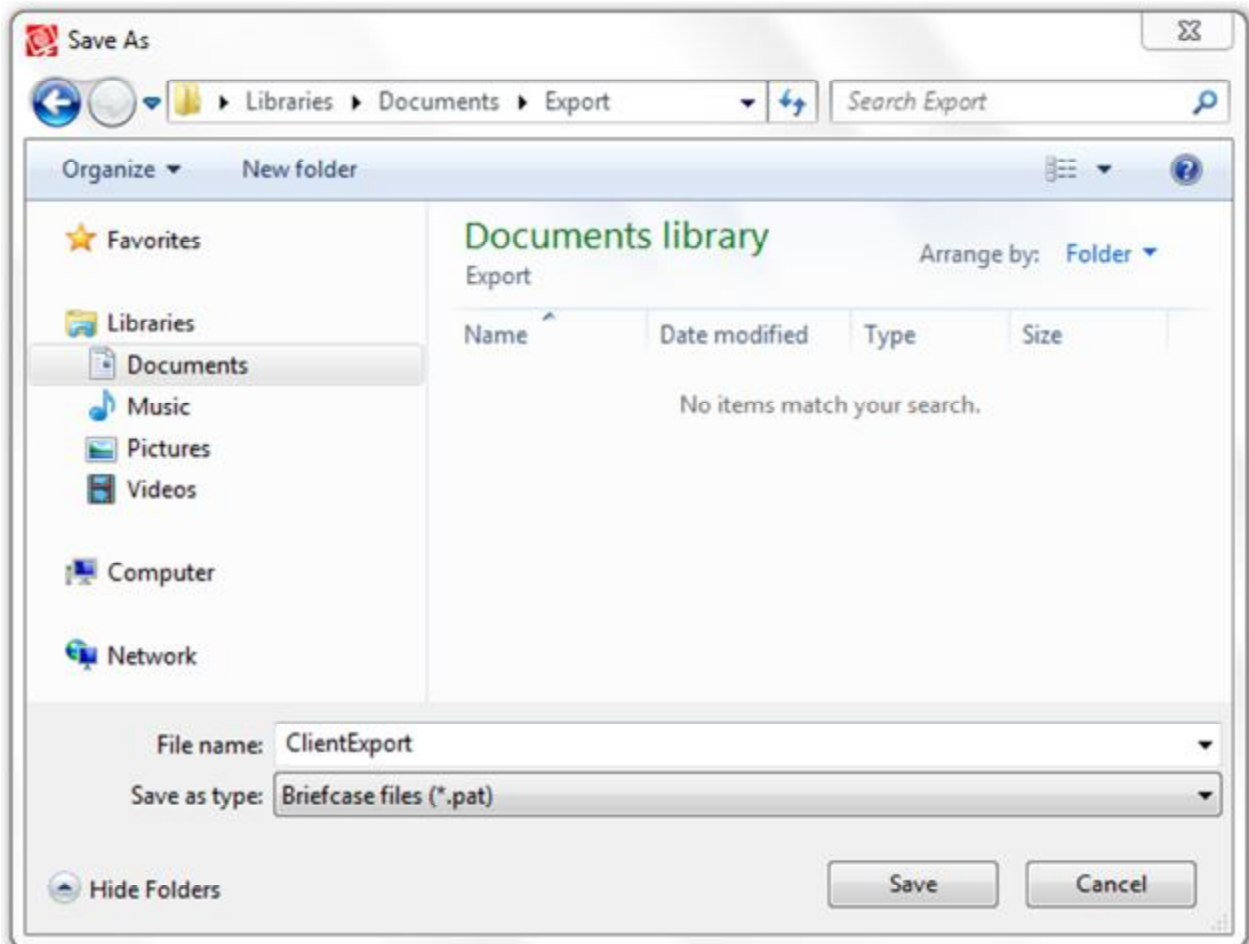 Save As
Libraries Documents Export Search Export
Organize New folder
Favorites
Libraries
Documents
Music
Pictures
Videos
Computer
Network
Documents library
Export
Arrange by: Folder
Name Date modified Type Size
No items match your search.
File name: ClientExport
Save as type: Briefcase files (*.pat)
Hide Folders Save Cancel